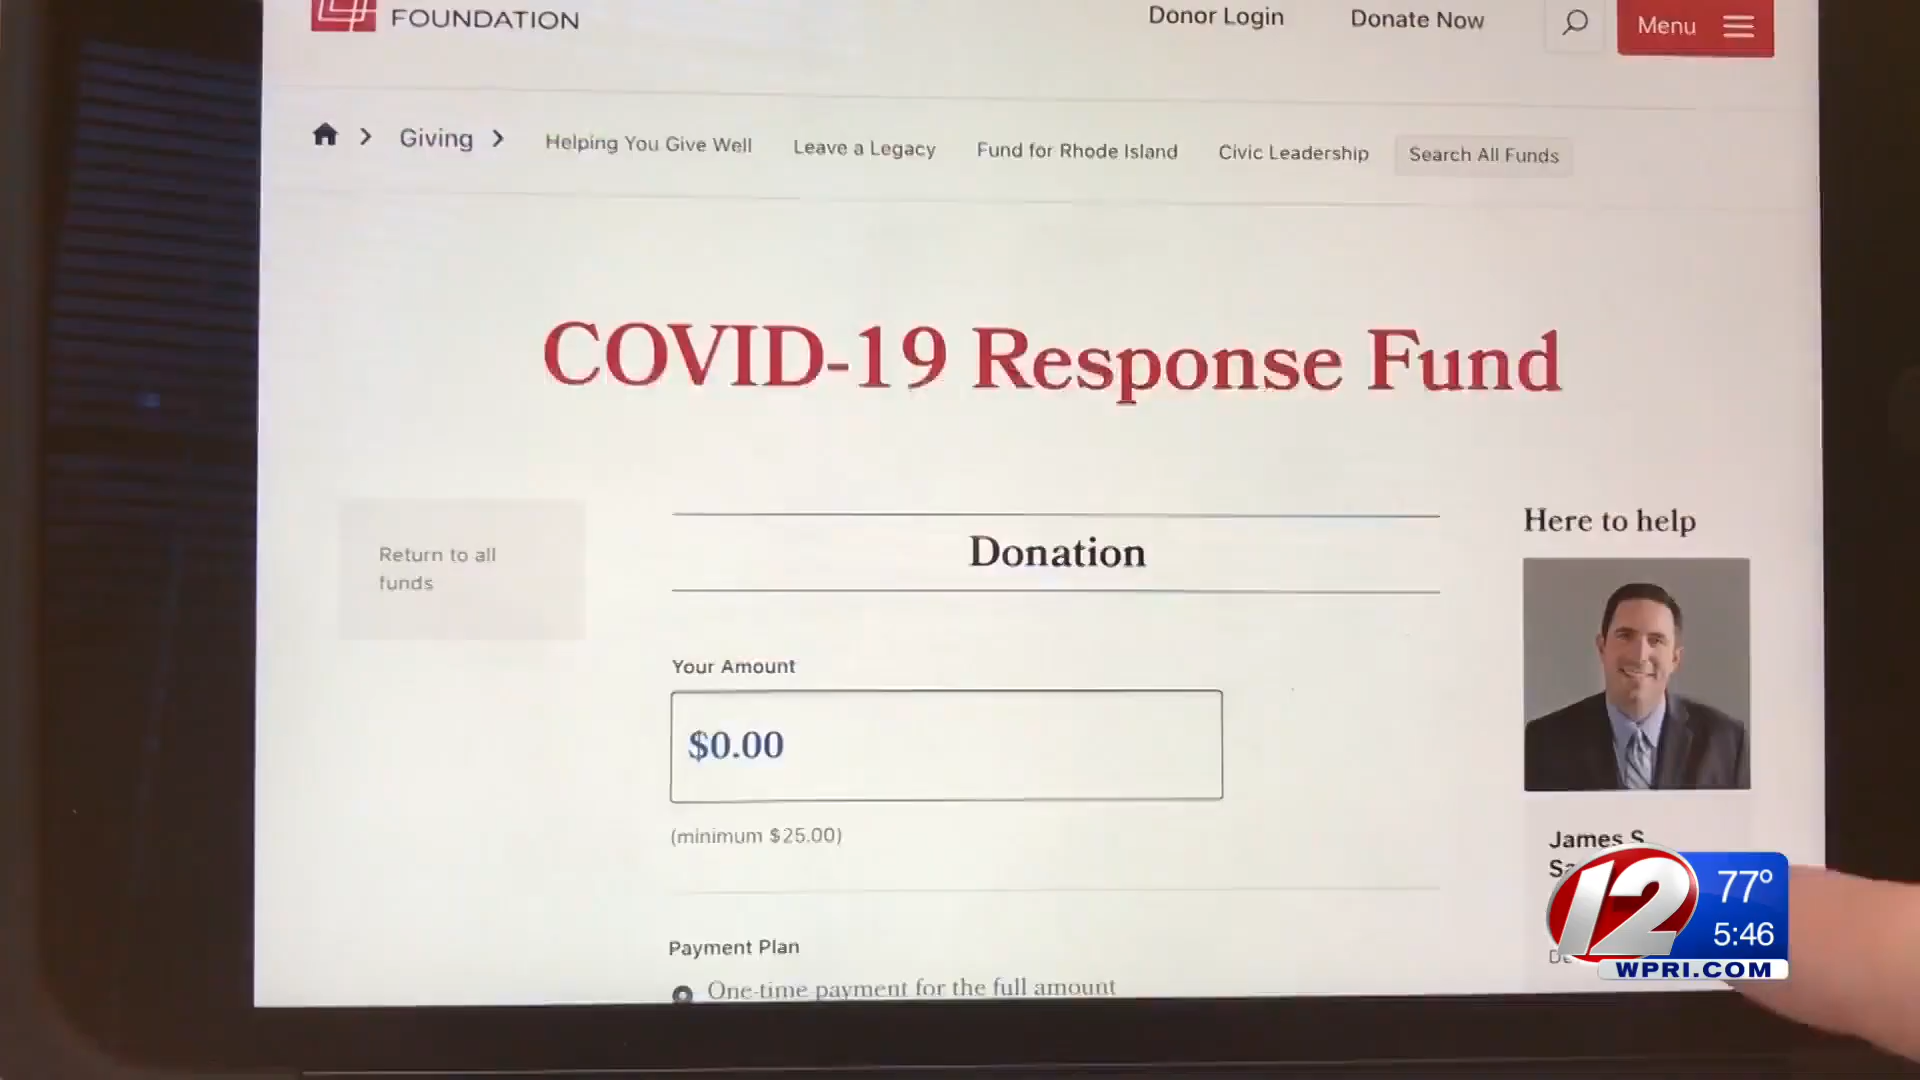 FOUNDATION
Donor Login
Donate Now
Menu
Giving
Helping You Give Well
Leave a Legacy
Fund for Rhode Island
Civic Leadership
Search All Funds
COVID-19 Response Fund
Return to all
funds
Donation
Your Amount
$0.00
(minimum $25.00)
Payment Plan
One-time payment for the full amount
Here to help
James S.
12
77°
5:46
WPRI.COM